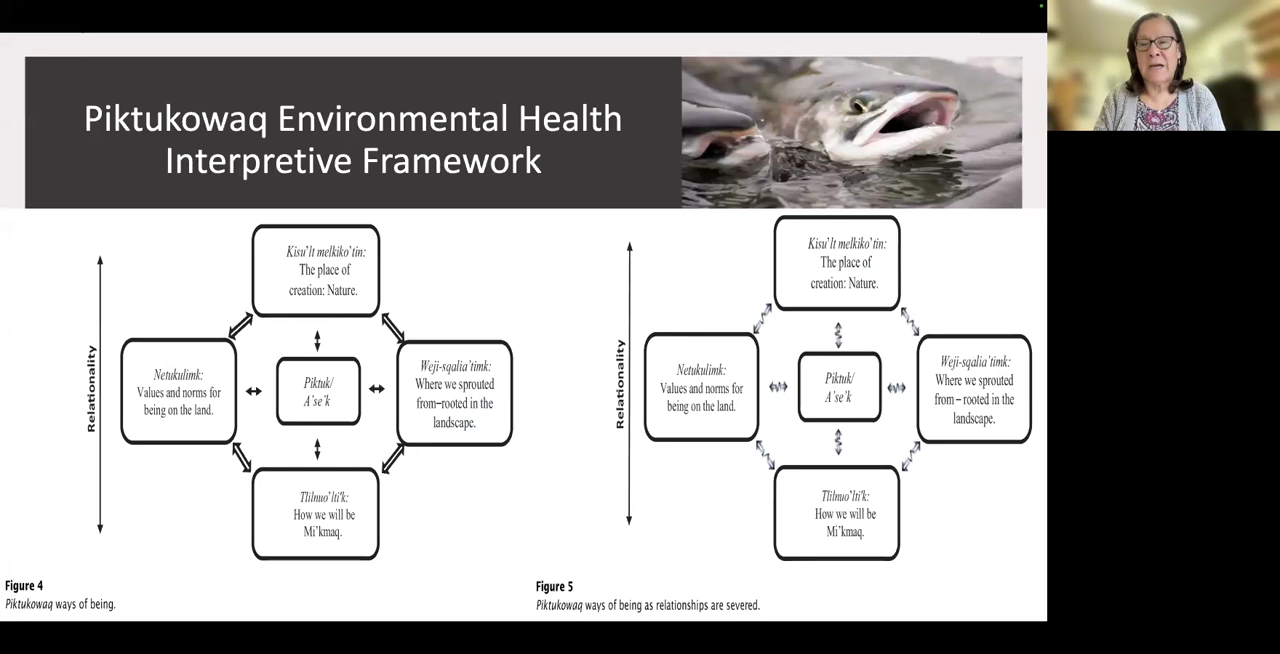 Piktukowaq Environmental Health
Interpretive Framework
Relationality
Kisu'lt melkiko'tin:
The place of
creation: Nature.
Netukulimk:
Values and norms for
being on the land.
Piktuk/
A'se'k
Weji-sqalia'timk:
Where we sprouted
from–rooted in the
landscape.
Tlilnuo'lti'k:
How we will be
Mi'kmaq.
Figure 4
Piktukowaq ways of being.
Relationality
Kisu'lt melkiko'tin:
The place of
creation: Nature.
Netukulimk:
Values and norms for
being on the land.
Piktuk/
A'se'k
Weji-sqalia'timk:
Where we sprouted
from – rooted in the
landscape.
Tlilnuo'lti'k:
How we will be
Mi'kmaq.
Figure 5
Piktukowaq ways of being as relationships are severed.